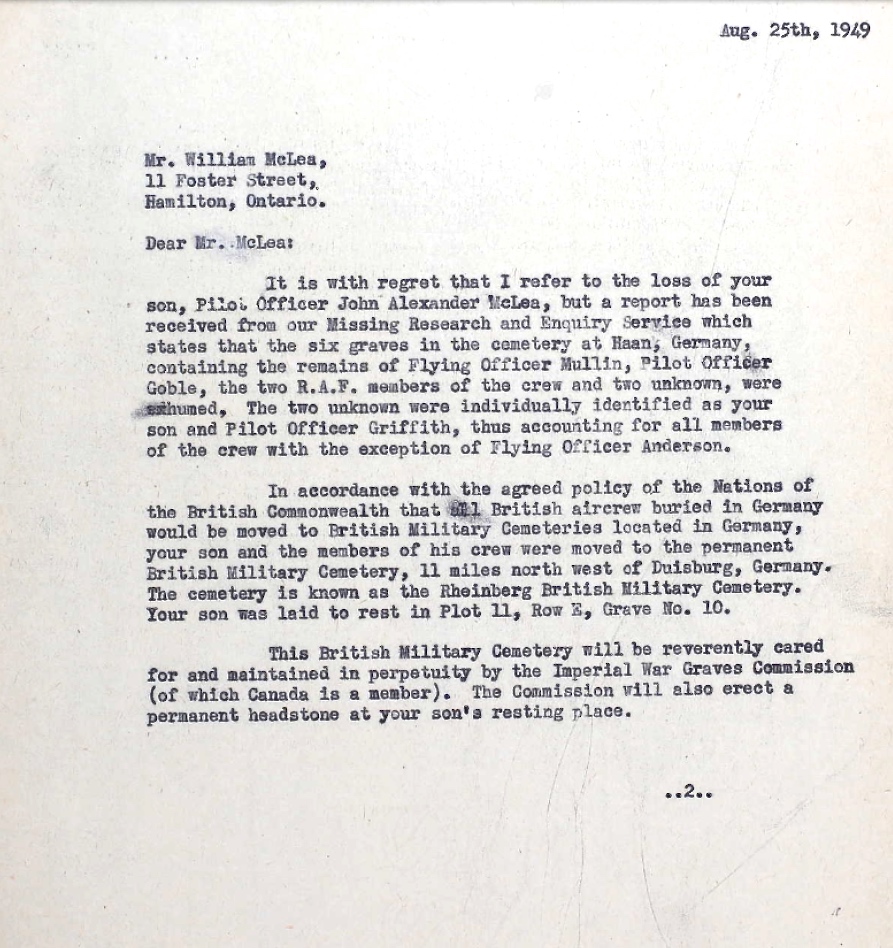 Aug. 25th, 1949
Mr. William McLea,
11 Foster Street,
Hamilton, Ontario.
Dear Mr. McLea:
It is with regret that I refer to the loss of your
son, Pilot Officer John Alexander McLea, but a report has been
received from our Missing Research and Enquiry Service which
states that the six graves in the cemetery at Haan, Germany,
containing the remains of Flying Officer Mullin, Pilot Officer
Goble, the two R.A.F. members of the crew and two unknown, were
exhumed, The two unknown were individually identified as your
son and Pilot Officer Griffith, thus accounting for all members
of the crew with the exception of Flying Officer Anderson.
In accordance with the agreed policy of the Nations of
the British Commonwealth that all British aircrew buried in Germany
would be moved to British Military Cemeteries located in Germany,
your son and the members of his crew were moved to the permanent
British Military Cemetery, 11 miles north west of Duisburg, Germany.
The cemetery is known as the Rheinberg British Military Cemetery.
Your son was laid to rest in Plot 11, Row E, Grave No. 10.
This British Military Cemetery will be reverently cared
for and maintained in perpetuity by the Imperial War Graves Commission
(of which Canada is a member). The Commission will also erect a
permanent headstone at your son's resting place.
..2..